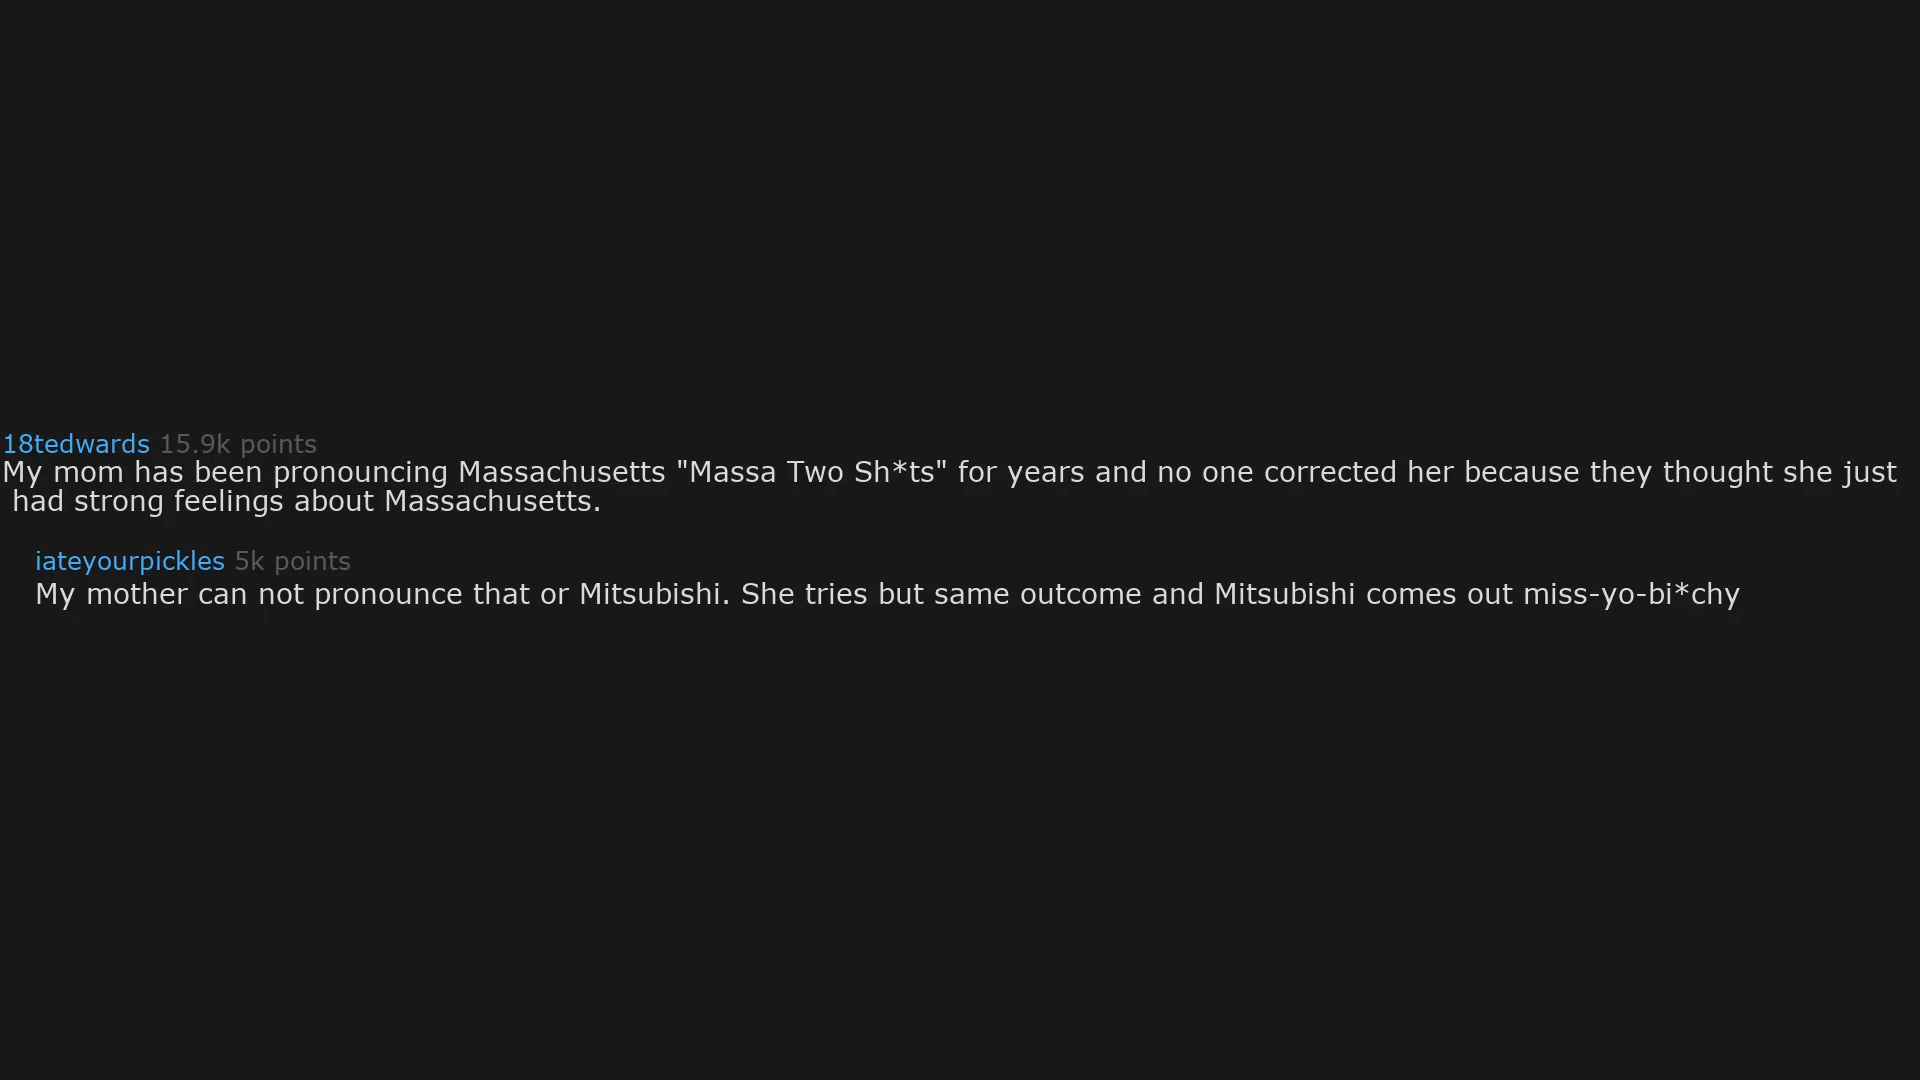 18tedwards 15.9k points
My mom has been pronouncing Massachusetts "Massa Two Sh*ts" for years and no one corrected her because they thought she just
had strong feelings about Massachusetts.
iateyourpickles 5k points
My mother can not pronounce that or Mitsubishi. She tries but same outcome and Mitsubishi comes out miss-yo-bi*chy